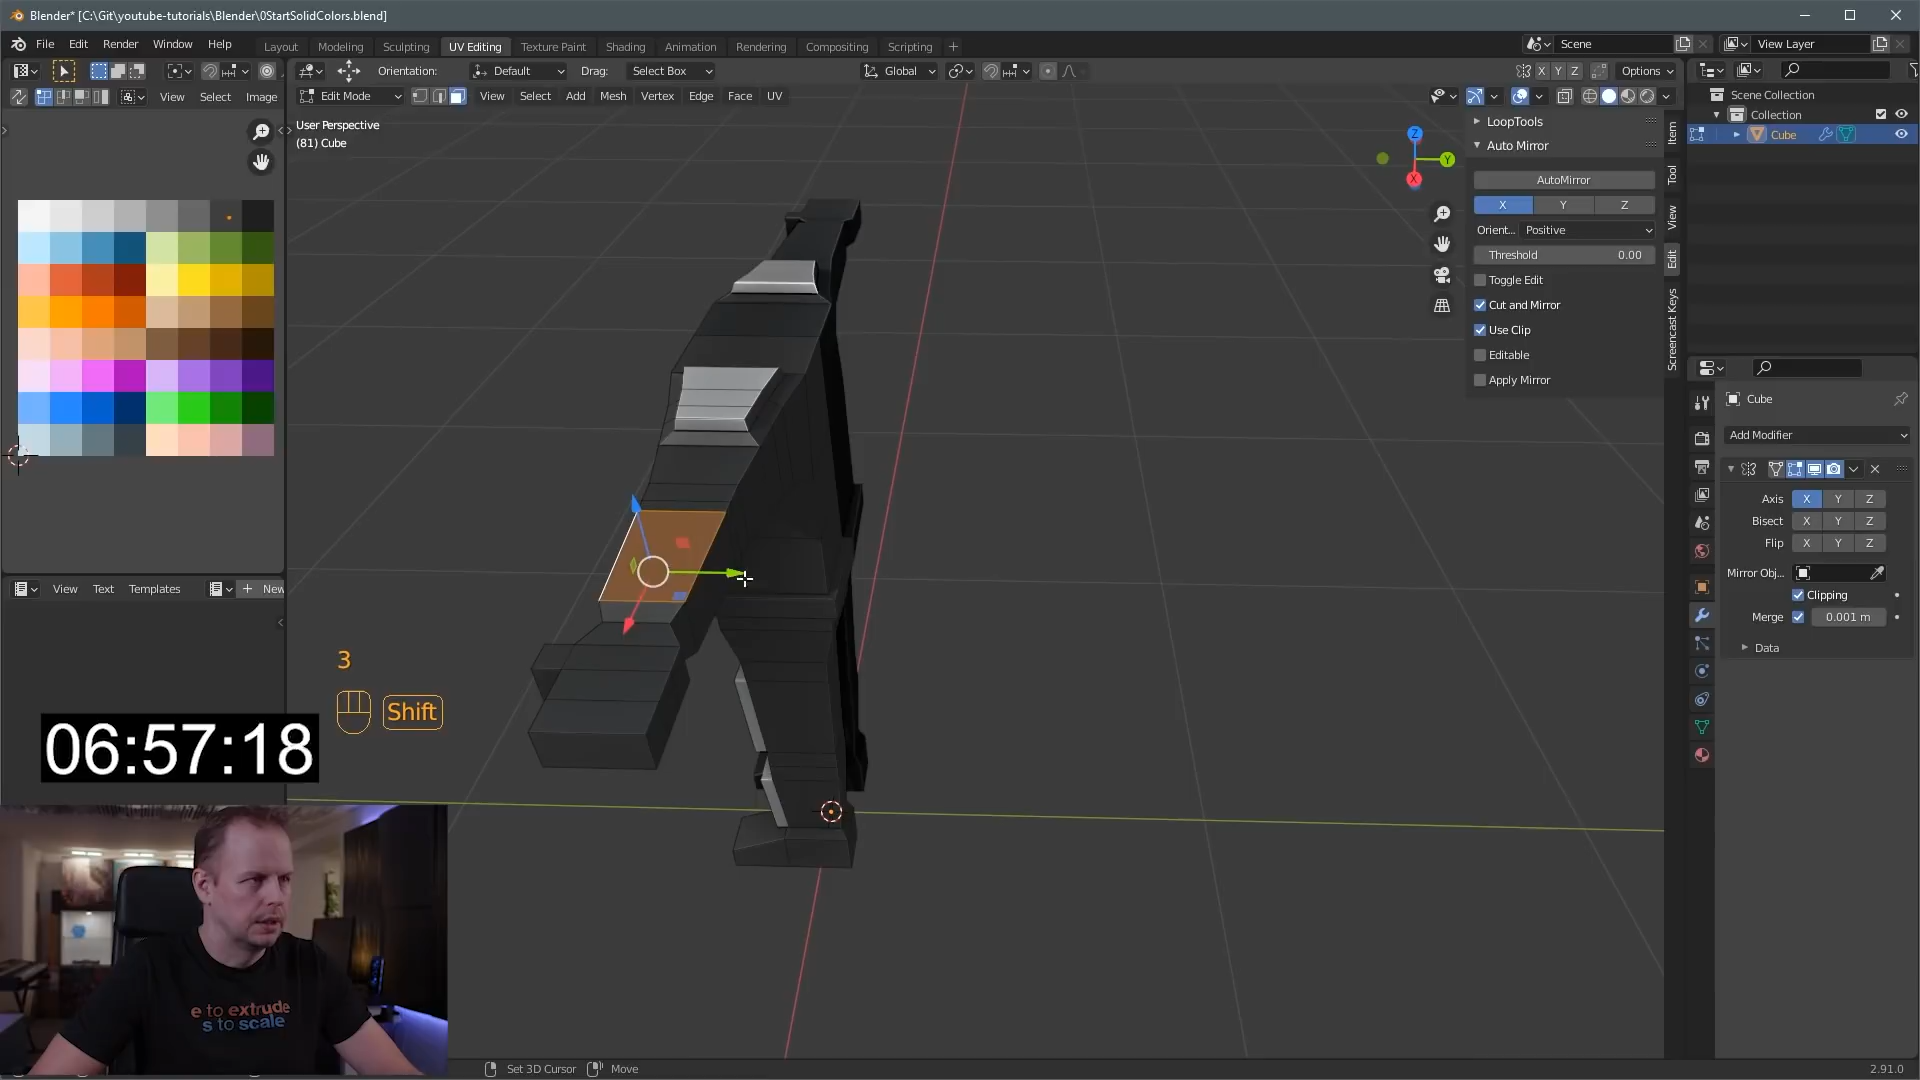 Blender* [C:\Git\youtube-tutorials\Blender\0StartSolidColors.blend]
File Edit Render Window Help
Layout Modeling Sculpting UV Editing Texture Paint Shading Animation Rendering Compositing Scripting +
Scene
View Layer
Orientation: Default Drag: Select Box
Global
X Y Z Options
View Select Image
Edit Mode View Select Add Mesh Vertex Edge Face UV
User Perspective
(81) Cube
Z
Y
X
LoopTools
Auto Mirror
AutoMirror
X Y Z
Orient... Positive
Threshold 0.00
Toggle Edit
Cut and Mirror
Use Clip
Editable
Apply Mirror
Item
Tool
View
Edit
Screencast Keys
Scene Collection
Collection
Cube
Cube
Add Modifier
Axis X Y Z
Bisect X Y Z
Flip X Y Z
Mirror Obj...
Clipping
Merge 0.001 m
Data
View Text Templates + New
3
Shift
06:57:18
e to extrude
s to scale
Set 3D Cursor Move
2.91.0